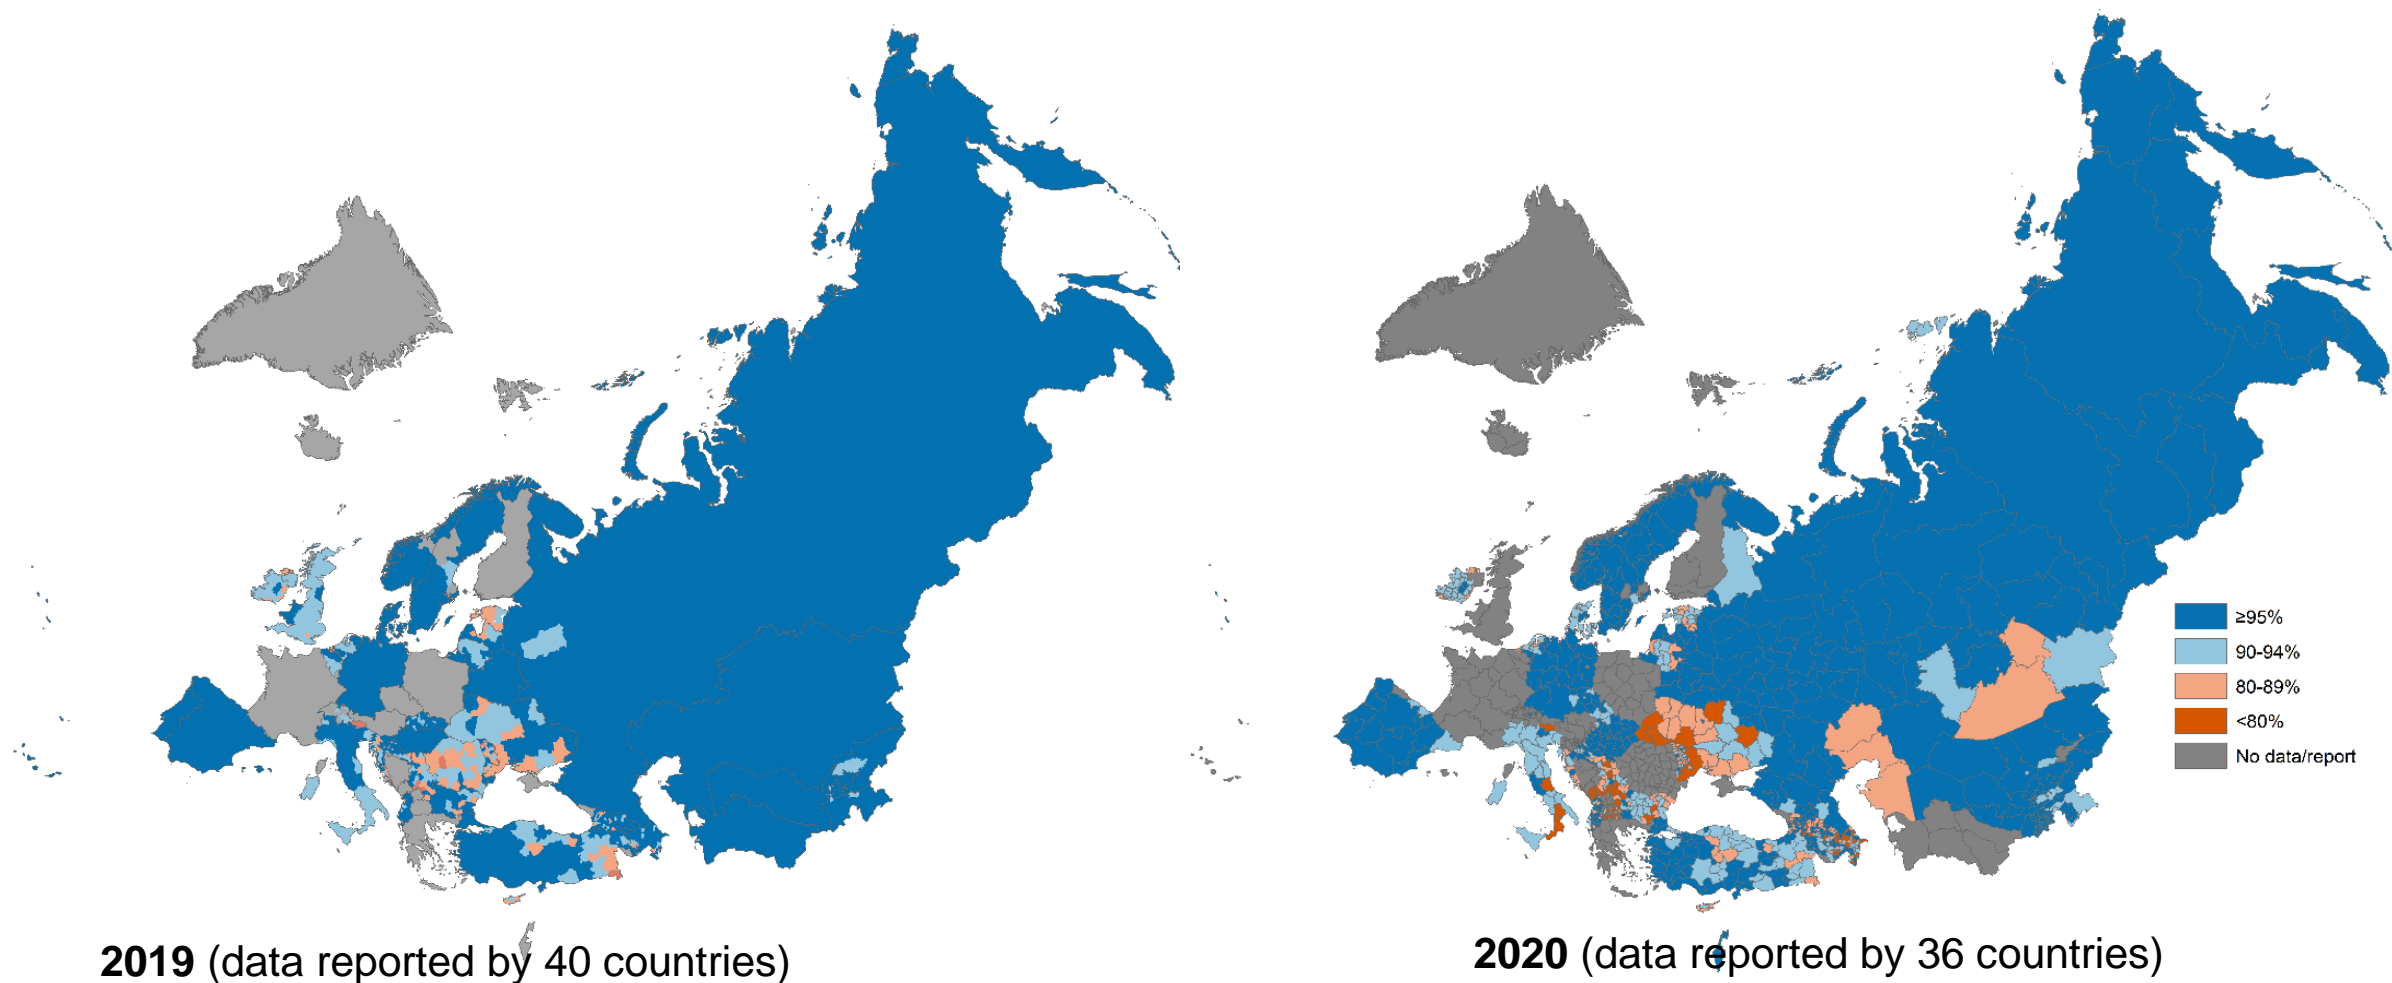 ≥95%
90-94%
80-89%
<80%
No data/report
2019 (data reported by 40 countries)
2020 (data reported by 36 countries)